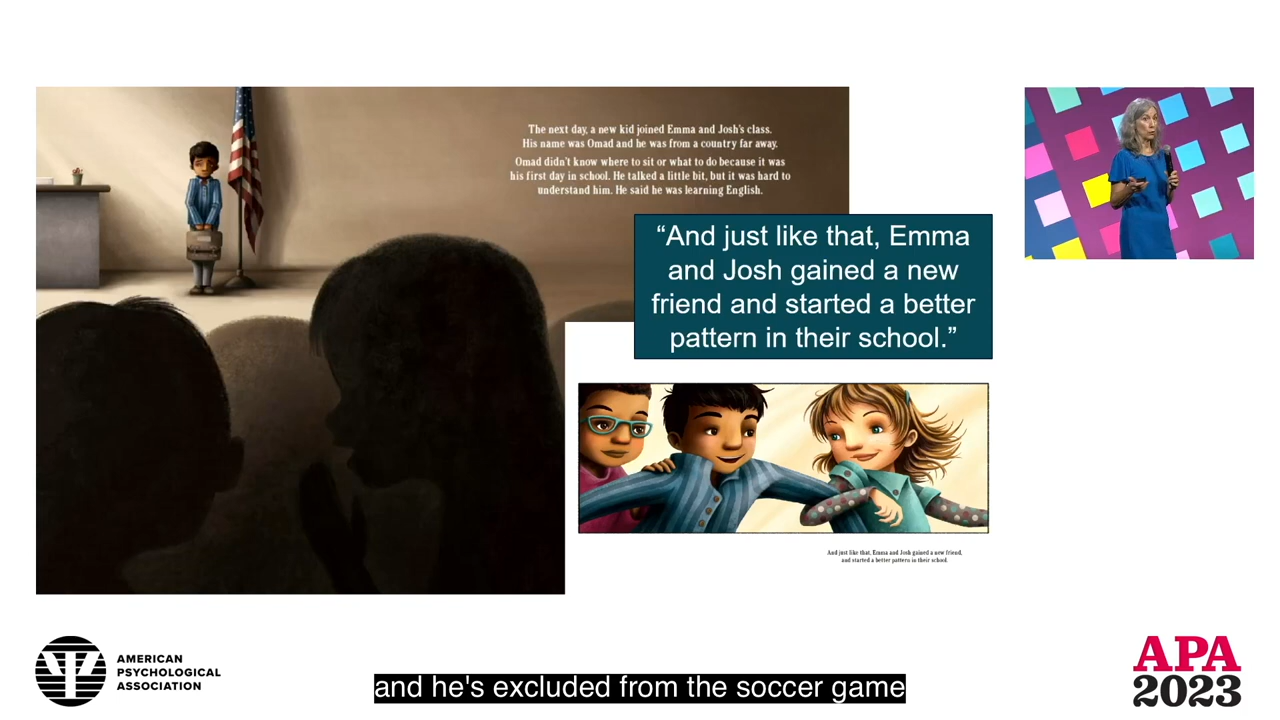 The next day, a new kid joined Emma and Josh's class.
His name was Omad and he was from a country far away.
Omad didn't know where to sit or what to do because it was
his first day in school. He talked a little bit, but it was hard to
understand him. He said he was learning English.
“And just like that, Emma
and Josh gained a new
friend and started a better
pattern in their school.”
And just like that, Emma and Josh gained a new friend,
and started a better pattern in their school.
AMERICAN
PSYCHOLOGICAL
ASSOCIATION
and he's excluded from the soccer game
APA
2023